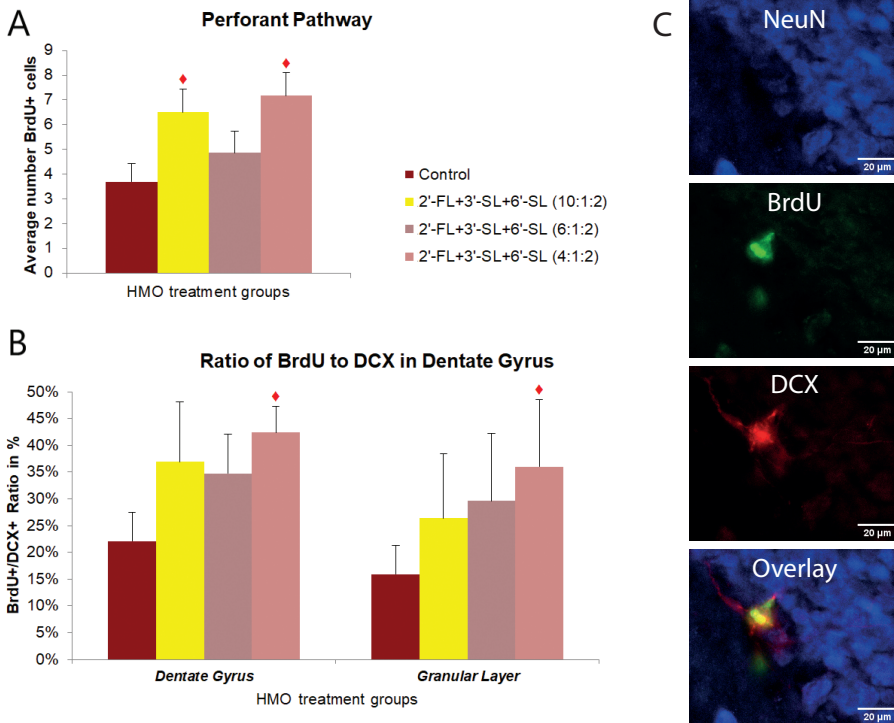 A
Perforant Pathway
Average number BrdU+ cells
9
8
7
6
5
4
3
2
1
0
HMO treatment groups
Control
2'-FL+3'-SL+6'-SL (10:1:2)
2'-FL+3'-SL+6'-SL (6:1:2)
2'-FL+3'-SL+6'-SL (4:1:2)
B
Ratio of BrdU to DCX in Dentate Gyrus
BrdU+/DCX+ Ratio in %
50%
45%
40%
35%
30%
25%
20%
15%
10%
5%
0%
Dentate Gyrus
Granular Layer
HMO treatment groups
C
NeuN
20 µm
BrdU
20 µm
DCX
20 µm
Overlay
20 µm